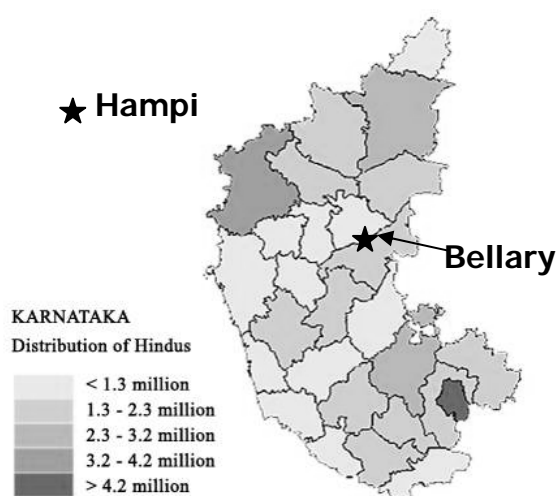 Hampi
Bellary
KARNATAKA
Distribution of Hindus
< 1.3 million
1.3 - 2.3 million
2.3 - 3.2 million
3.2 - 4.2 million
> 4.2 million